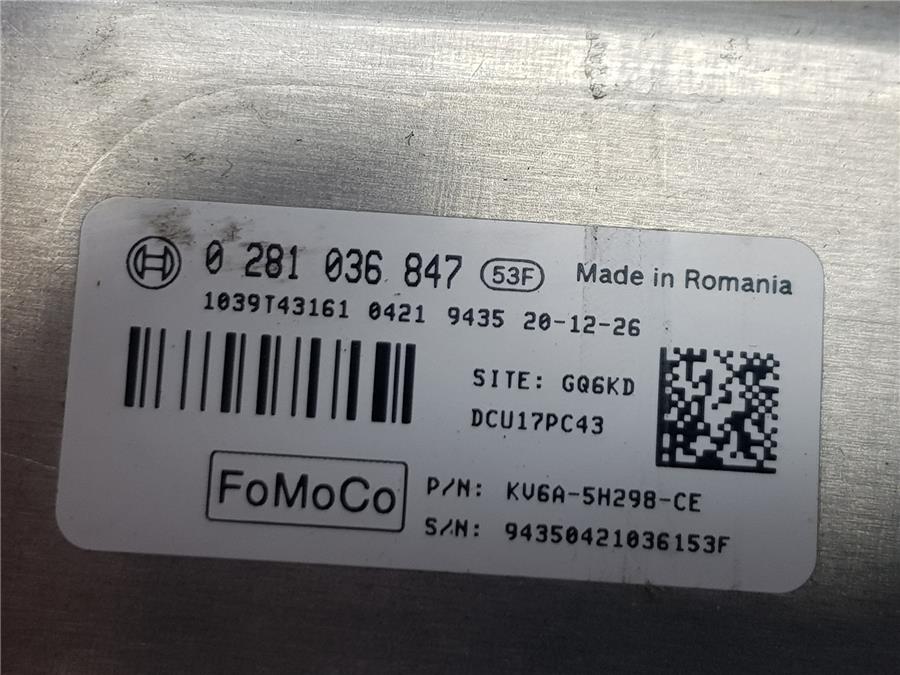 0 281 036 847 53F Made in Romania
1039T43161 0421 9435 20-12-26
SITE: GQ6KD
DCU17PC43
FoMoCo
P/N: KV6A-5H298-CE
S/N: 94350421036153F